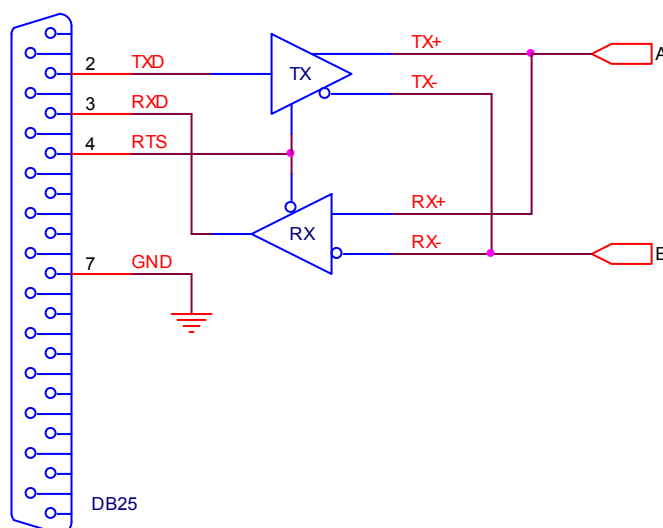 TX+
A
2 TXD
TX
TX-
3 RXD
4 RTS
RX+
RX
RX-
B
7 GND
DB25